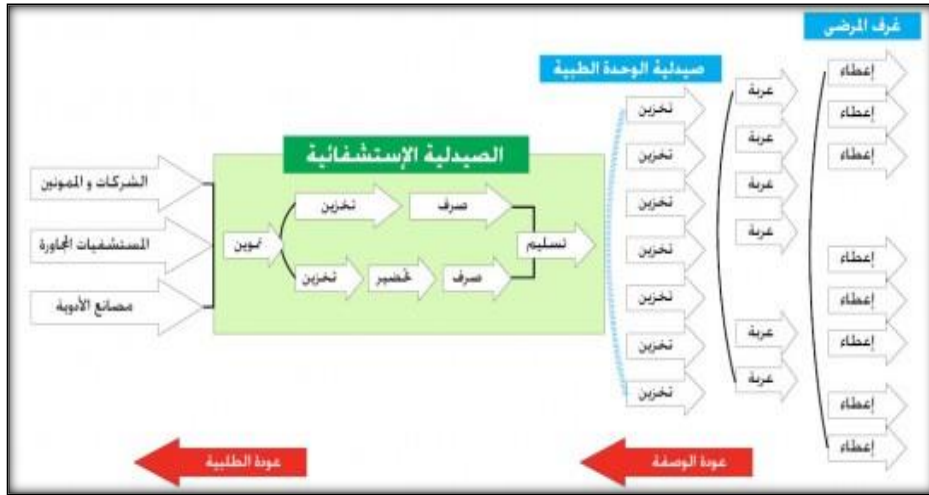 غرف المرضى
إعطاء
إعطاء
إعطاء
إعطاء
إعطاء
إعطاء
إعطاء
إعطاء
عربة
عربة
عربة
عربة
عربة
عربة
صيدلية الوحدة الطبية
تخزين
تخزين
تخزين
تخزين
تخزين
تخزين
تخزين
الصيدلية الإستشفائية
تسليم
تخزين
صرف
تخزين
تحضير
صرف
تموين
الشركات و الممونين
المستشفيات المجاورة
مصانع الأدوية
عودة الوصفة
عودة الطلبية